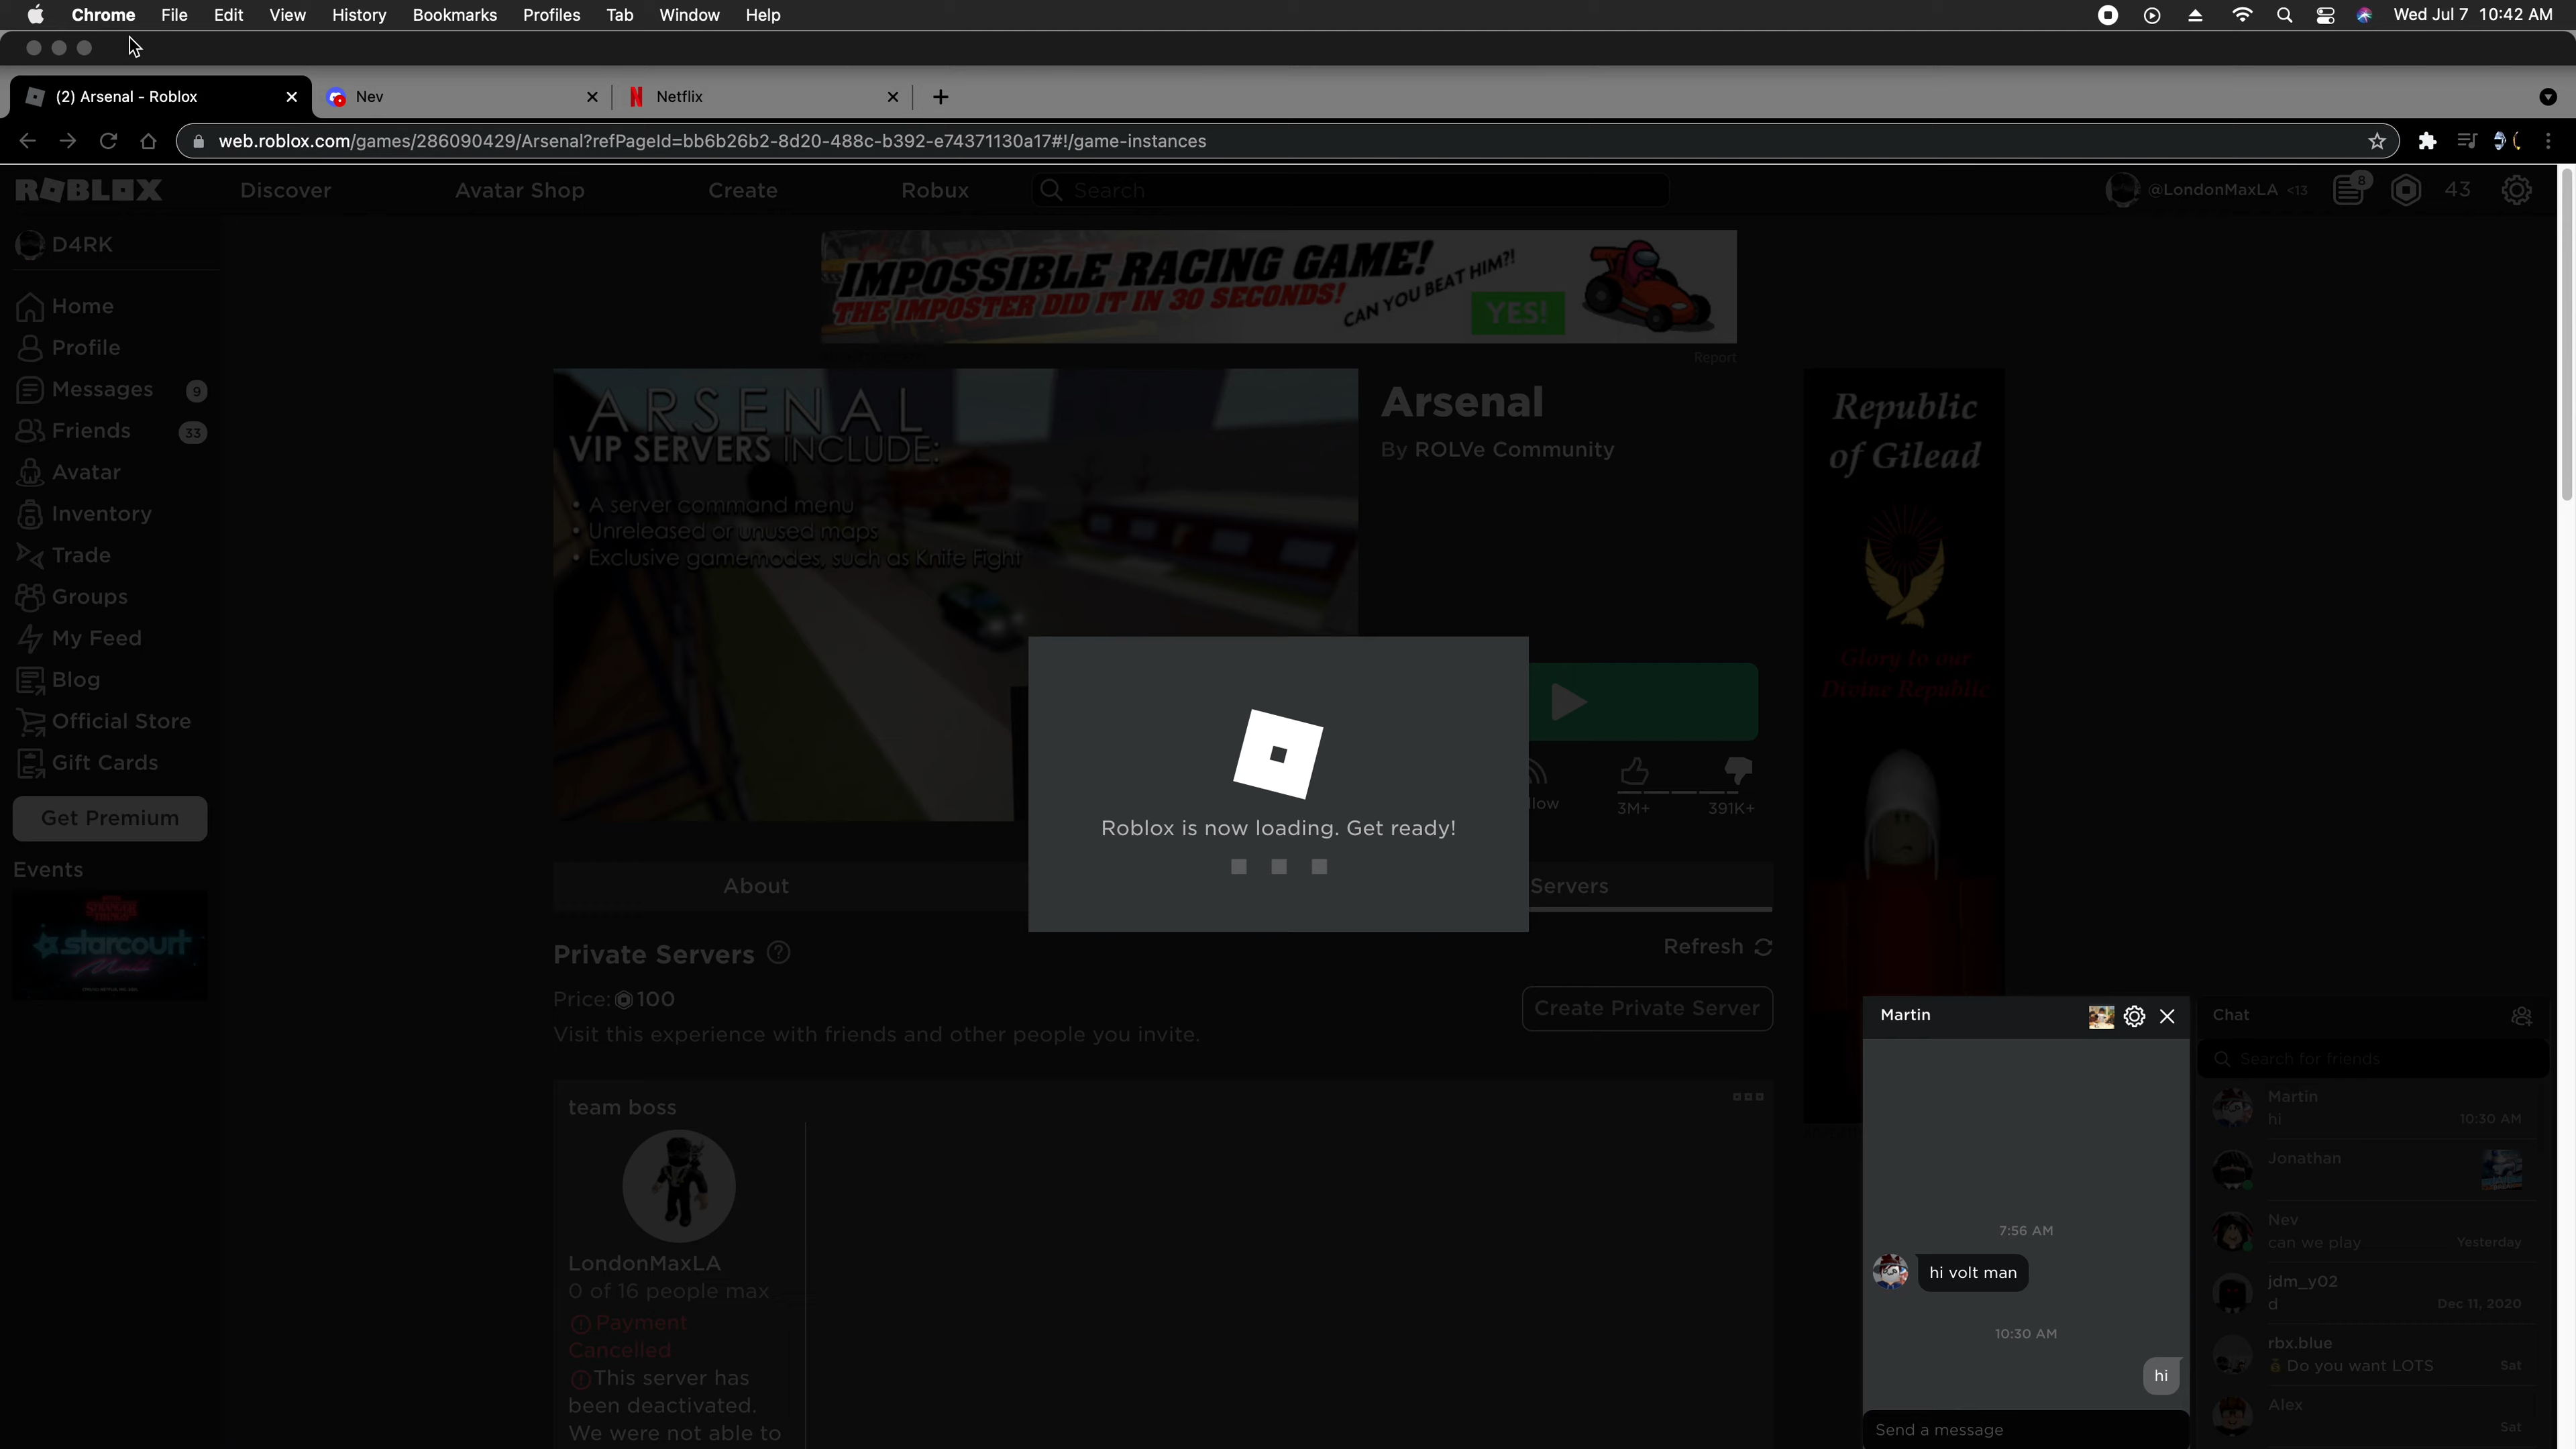 Chrome File Edit View History Bookmarks Profiles Tab Window Help Wed Jul 7 10:42 AM
(2) Arsenal - Roblox Nev Netflix
web.roblox.com/games/286090429/Arsenal?refPageId=bb6b26b2-8d20-488c-b392-e74371130a17#!/game-instances
ROBLOX Discover Avatar Shop Create Robux Search @LondonMaxLA <13 8 43
D4RK
Home
Profile
Messages 9
Friends 33
Avatar
Inventory
Trade
Groups
My Feed
Blog
Official Store
Gift Cards
Get Premium
Events
STRANGER THINGS
starcourt
Mall
IMPOSSIBLE RACING GAME!
THE IMPOSTER DID IT IN 30 SECONDS!
CAN YOU BEAT HIM?!
YES!
Report
ARSENAL
VIP SERVERS INCLUDE:
• A server command menu
• Unreleased or unused maps
• Exclusive gamemodes, such as Knife Fight
Arsenal
By ROLVe Community
llow 3M+ 391K+
Roblox is now loading. Get ready!
About Servers
Private Servers
Refresh
Price: 100
Create Private Server
Visit this experience with friends and other people you invite.
team boss
LondonMaxLA
0 of 16 people max
Payment
Cancelled
This server has
been deactivated.
We were not able to
Republic
of Gilead
Glory to our
Divine Republic
Martin
7:56 AM
hi volt man
10:30 AM
hi
Send a message
Chat
Search for friends
Martin
hi 10:30 AM
Jonathan
Nev
can we play Yesterday
jdm_y02
d Dec 11, 2020
rbx.blue
Do you want LOTS Sat
Alex
Sat